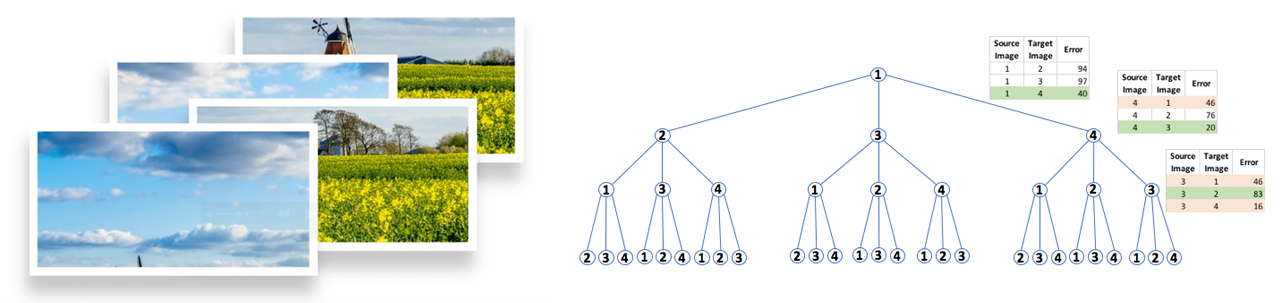 Source Target Error
Image Image
1 2 94
1 3 97
1 4 40
Source Target Error
Image Image
4 1 46
4 2 76
4 3 20
Source Target Error
Image Image
3 1 46
3 2 83
3 4 16
1
2 3 4
1 3 4 1 2 4 1 2 3
2 3 4 1 2 4 1 2 3 2 3 4 1 3 4 1 2 3 2 3 4 1 3 4 1 2 4